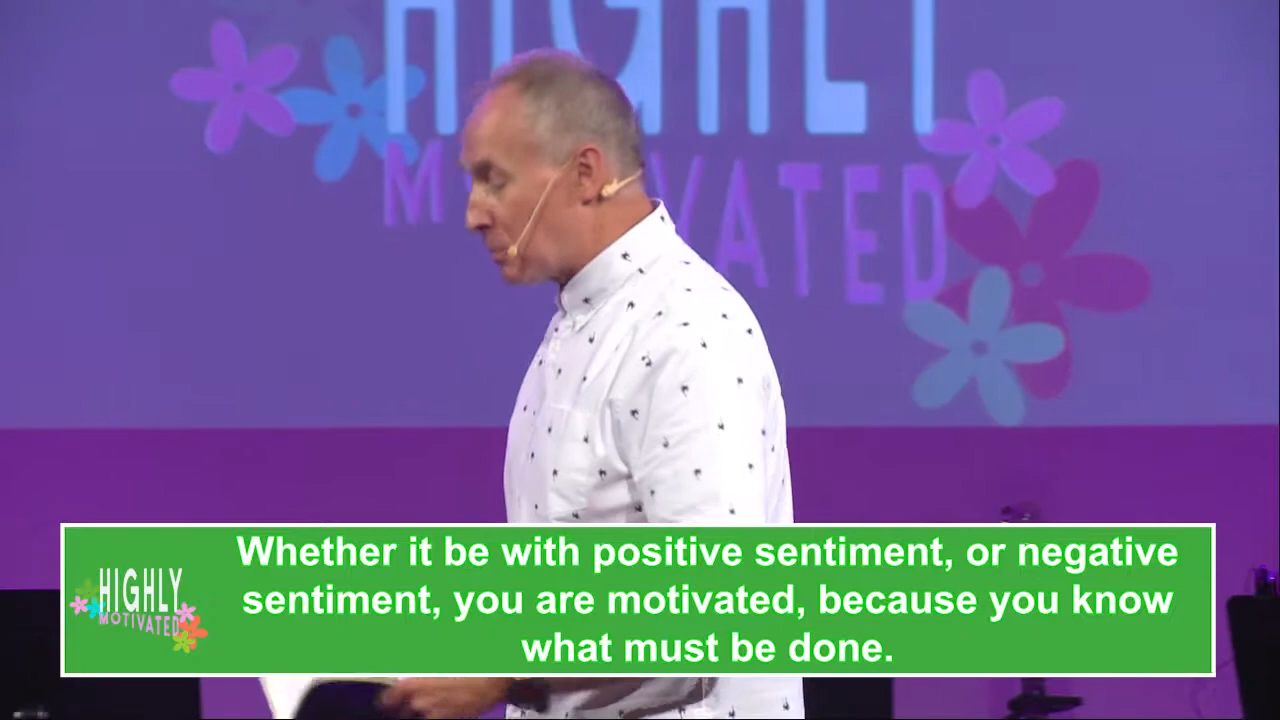 HIGHLY
MOTIVATED
Whether it be with positive sentiment, or negative
sentiment, you are motivated, because you know
what must be done.
HIGHLY
MOTIVATED